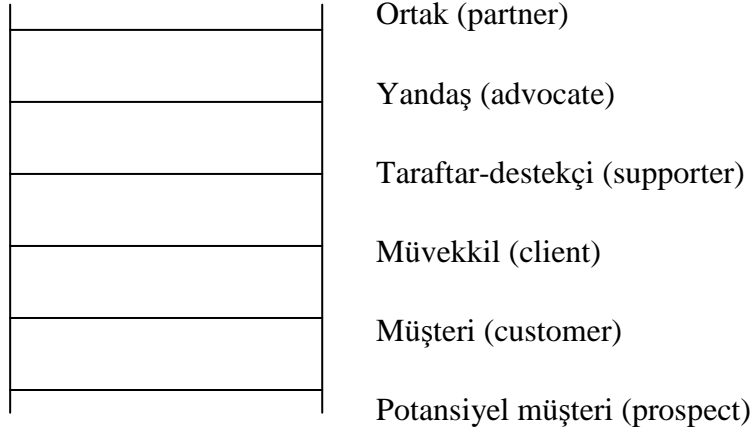 Ortak (partner)
Yandaş (advocate)
Taraftar-destekçi (supporter)
Müvekkil (client)
Müşteri (customer)
Potansiyel müşteri (prospect)